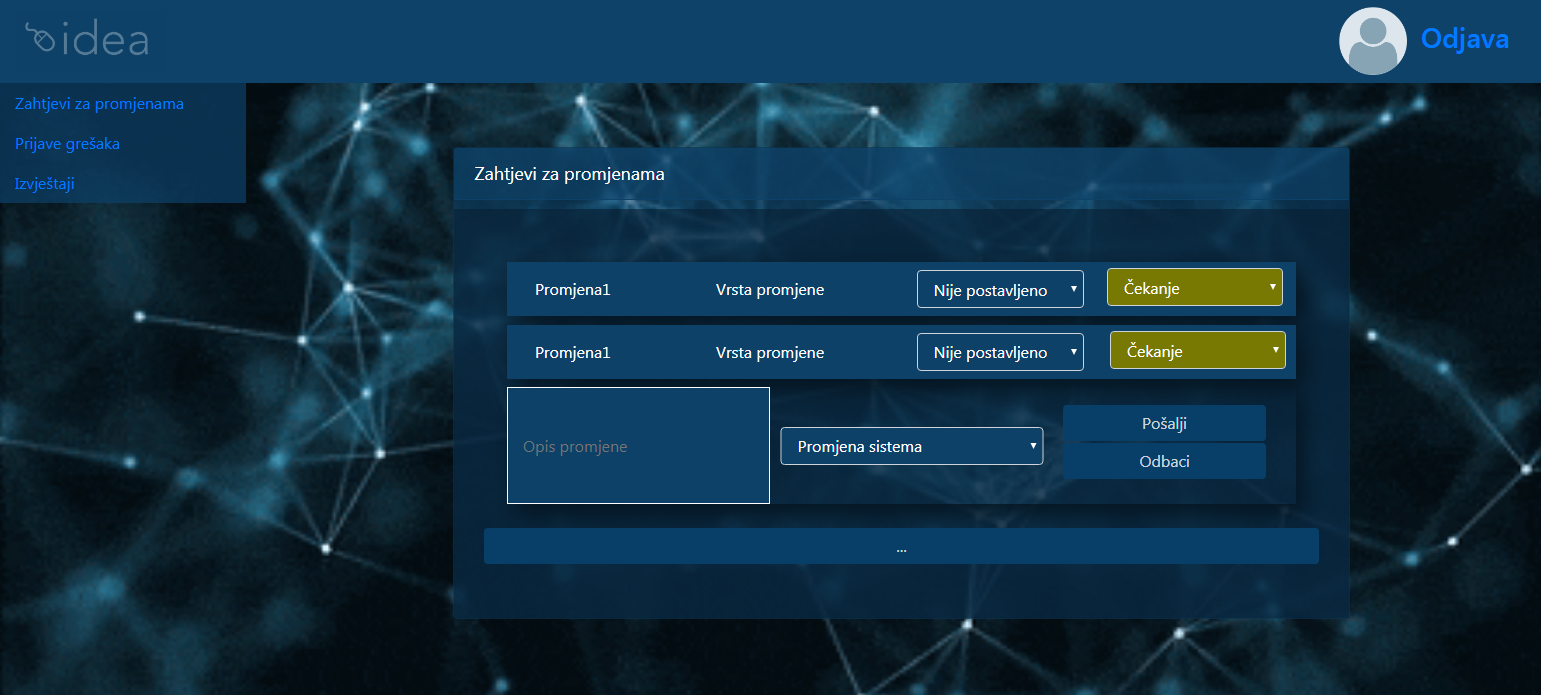 idea
Odjava
Zahtjevi za promjenama
Prijave grešaka
Izvještaji
Zahtjevi za promjenama
Promjena1 Vrsta promjene Nije postavljeno Čekanje
Promjena1 Vrsta promjene Nije postavljeno Čekanje
Opis promjene
Promjena sistema
Pošalji
Odbaci
...